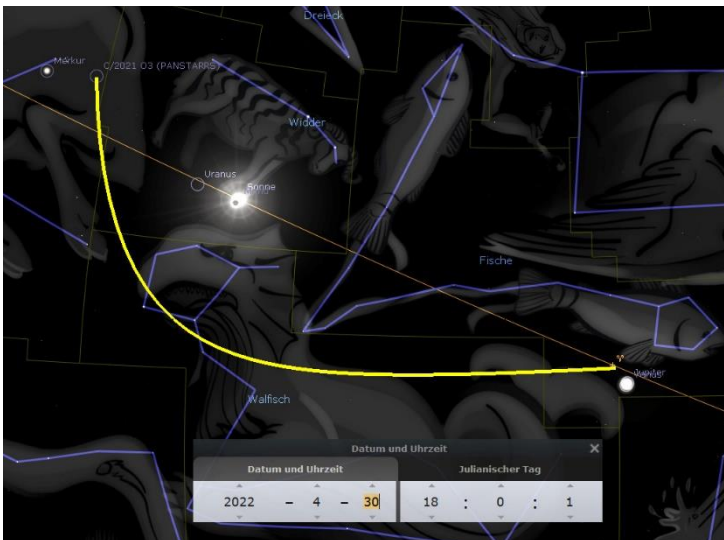 Dreieck
Merkur
C/2021 O3 (PANSTARRS)
Widder
Uranus
Sonne
Fische
♈
Jupiter
Walfisch
Datum und Uhrzeit ×
Datum und Uhrzeit Julianischer Tag
2022 – 4 – 30 18 : 0 : 1